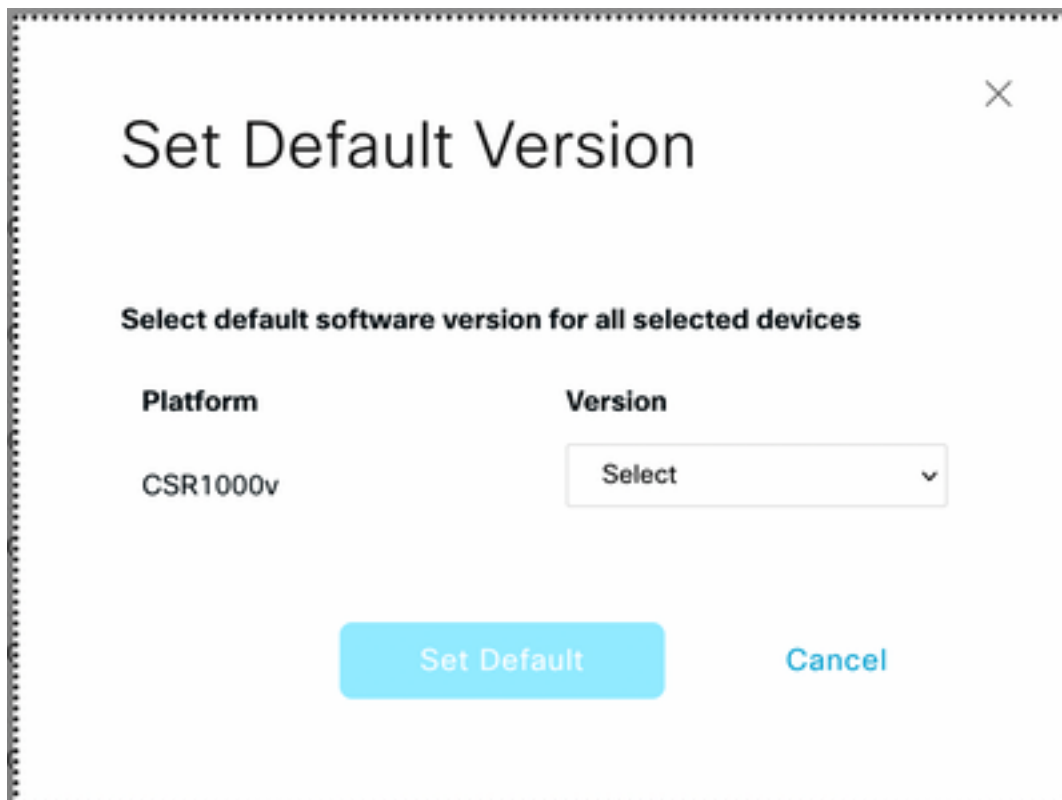 Set Default Version
Select default software version for all selected devices
Platform Version
CSR1000v Select
Set Default Cancel